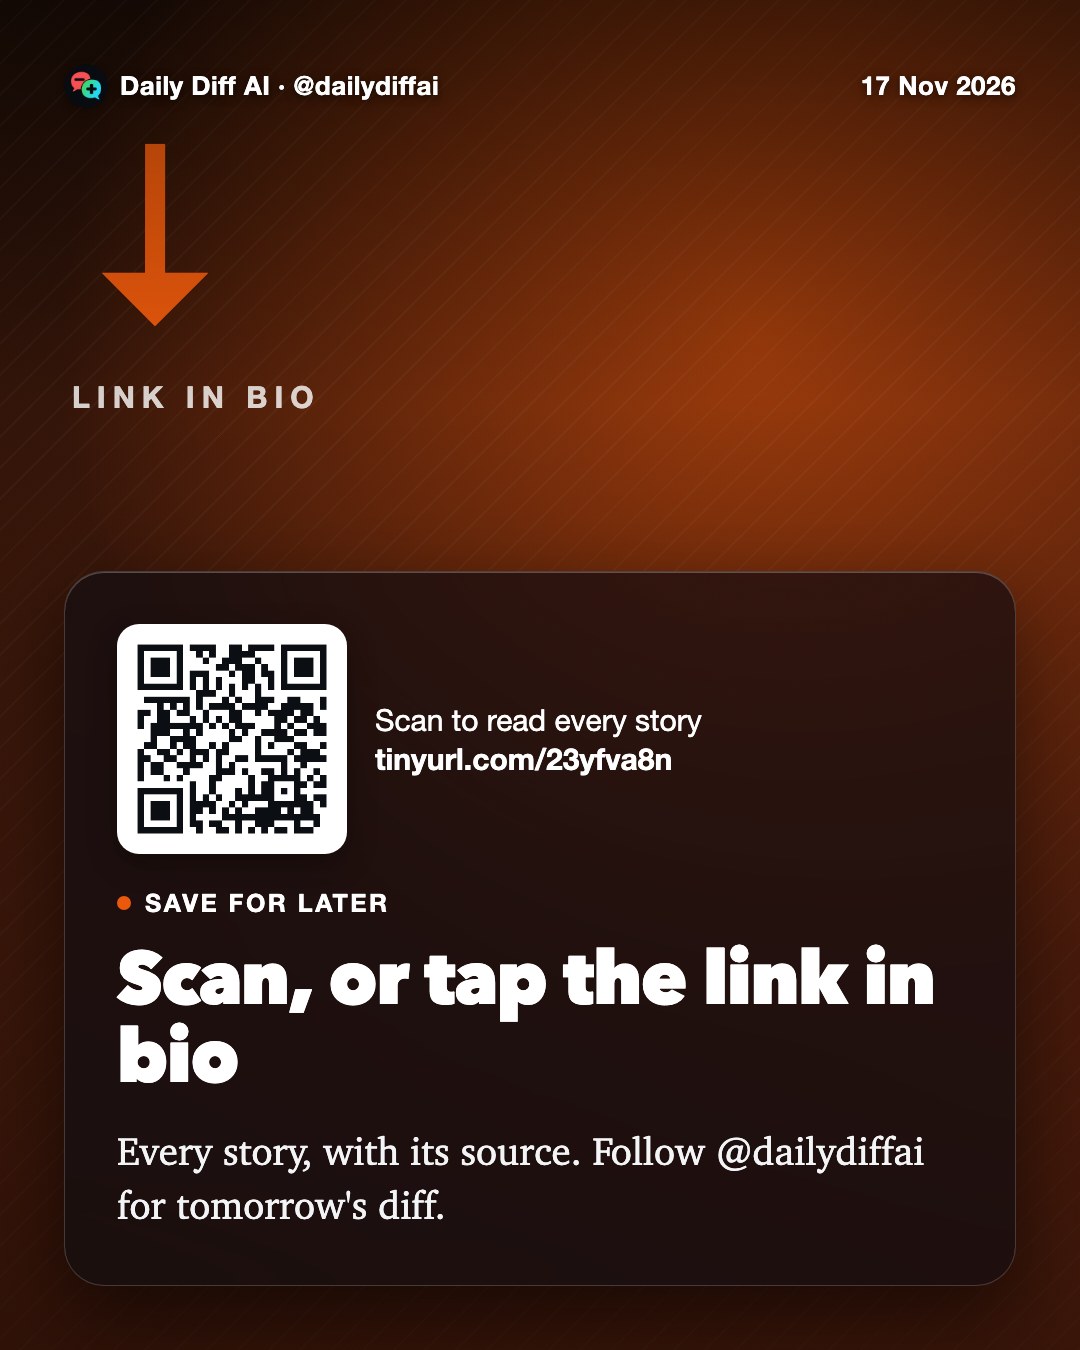 Daily Diff AI · @dailydiffai
17 Nov 2026
LINK IN BIO
Scan to read every story
tinyurl.com/23yfva8n
SAVE FOR LATER
Scan, or tap the link in
bio
Every story, with its source. Follow @dailydiffai
for tomorrow's diff.